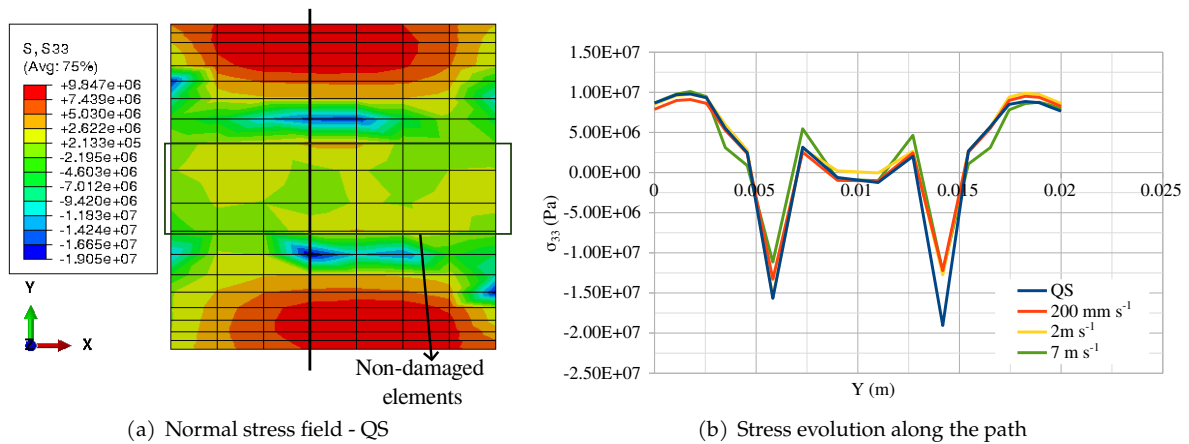 S, S33
(Avg: 75%)
+9.847e+06
+7.439e+06
+5.030e+06
+2.622e+06
+2.133e+05
-2.195e+06
-4.603e+06
-7.012e+06
-9.420e+06
-1.183e+07
-1.424e+07
-1.665e+07
-1.905e+07
Y
Z
X
Non-damaged
elements
(a) Normal stress field - QS
1.50E+07
1.00E+07
5.00E+06
0.00E+00
-5.00E+06
-1.00E+07
-1.50E+07
-2.00E+07
-2.50E+07
σ33 (Pa)
0 0.005 0.01 0.015 0.02 0.025
Y (m)
QS
200 mm s-1
2m s-1
7 m s-1
(b) Stress evolution along the path